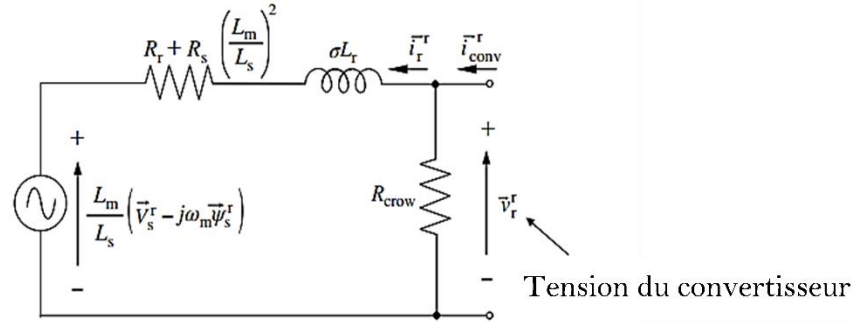 R_r + R_s (L_m / L_s)^2
σL_r
i_r^r
i_conv^r
+
+
L_m / L_s (V_s^r – jω_m ψ_s^r)
R_crow
v_r^r
–
–
Tension du convertisseur